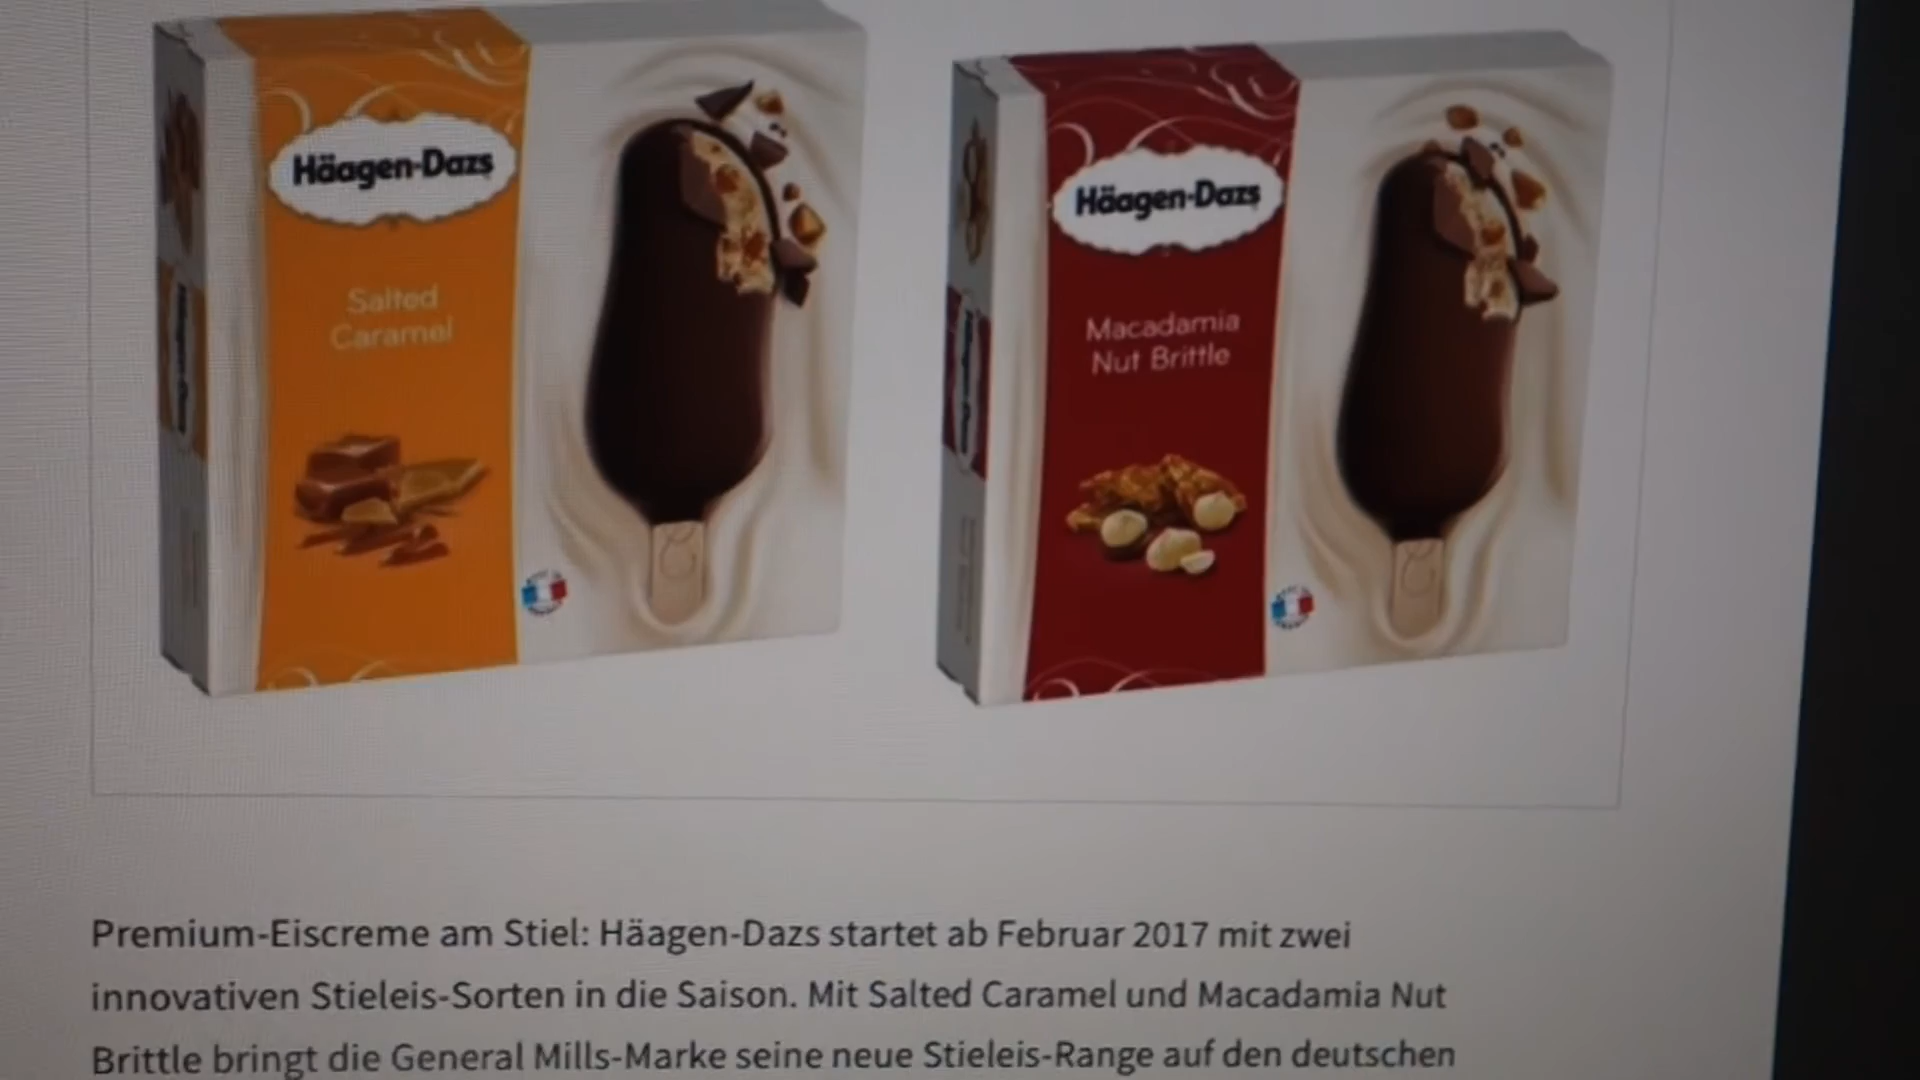 Häagen-Dazs
Salted
Caramel
Häagen-Dazs
Macadamia
Nut Brittle
Premium-Eiscreme am Stiel: Häagen-Dazs startet ab Februar 2017 mit zwei
innovativen Stieleis-Sorten in die Saison. Mit Salted Caramel und Macadamia Nut
Brittle bringt die General Mills-Marke seine neue Stieleis-Range auf den deutschen